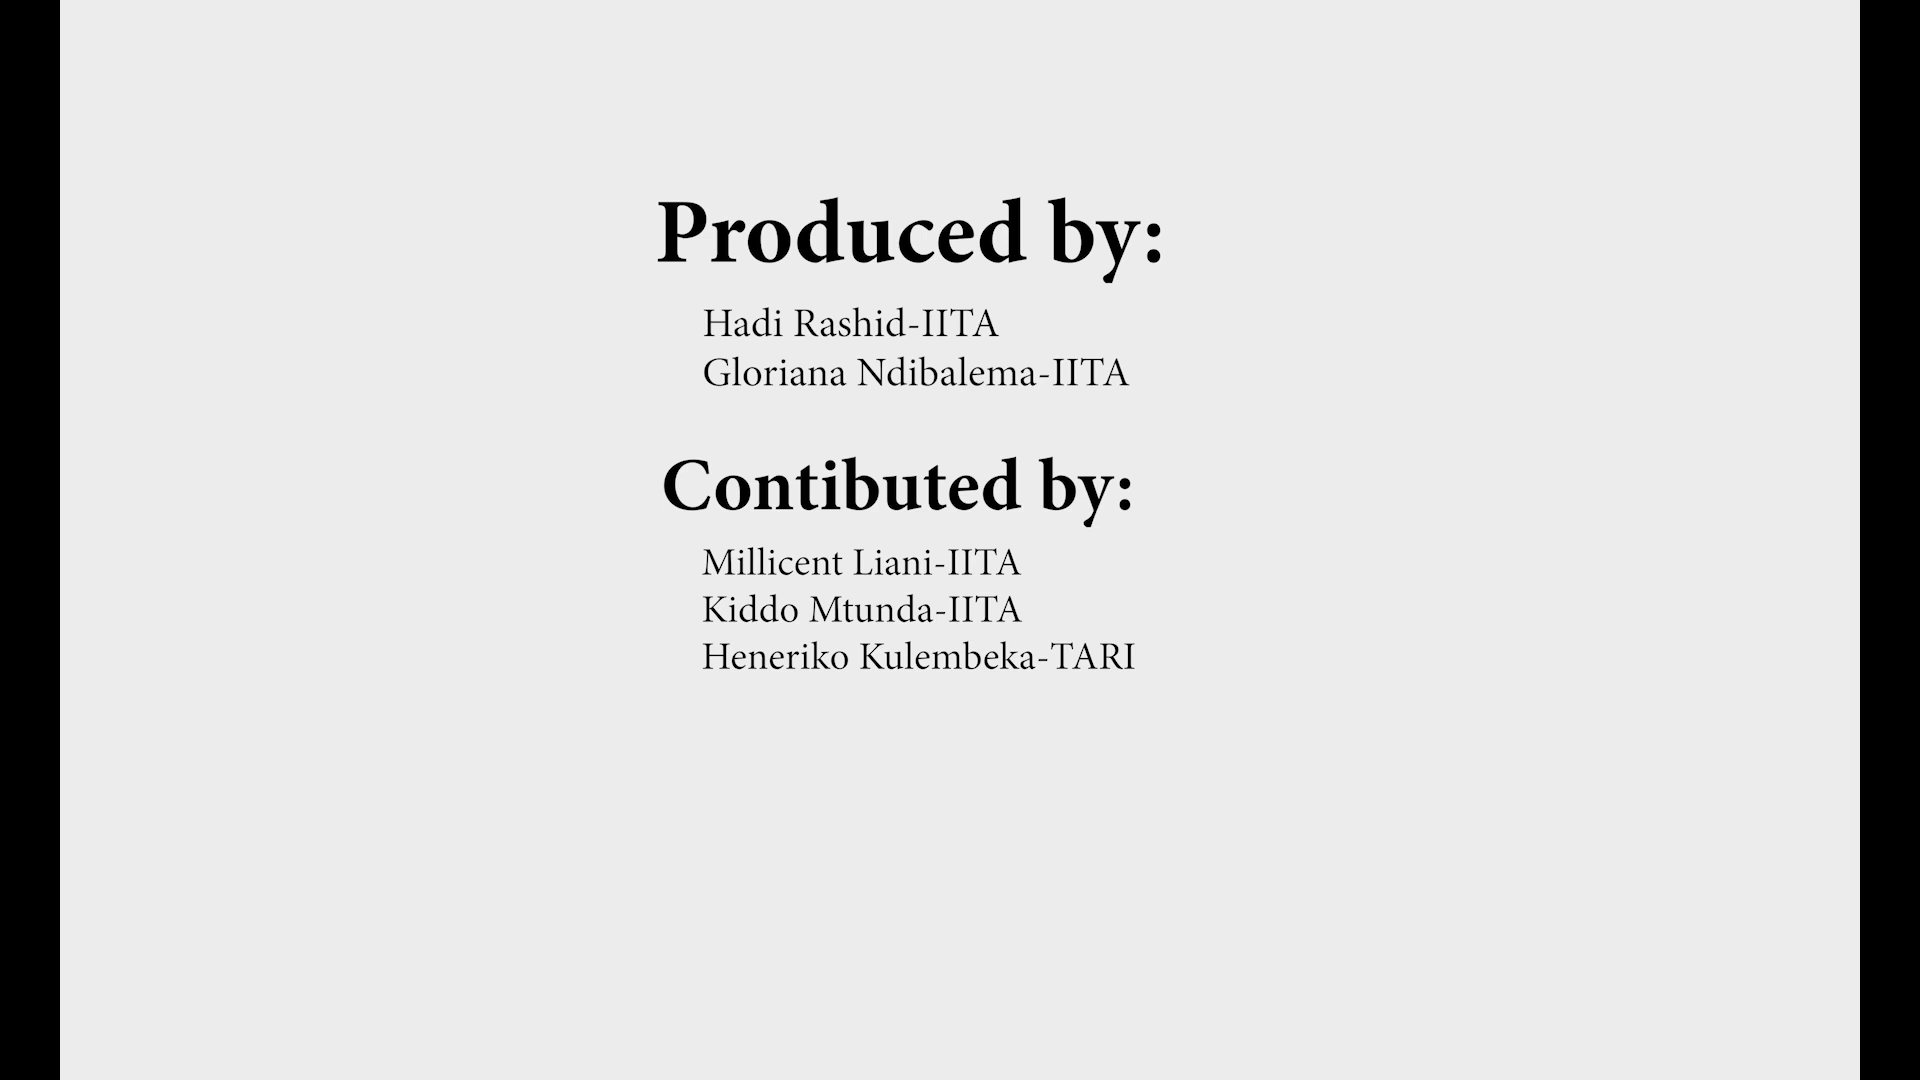 Produced by:
Hadi Rashid-IITA
Gloriana Ndibalema-IITA
Contibuted by:
Millicent Liani-IITA
Kiddo Mtunda-IITA
Heneriko Kulembeka-TARI